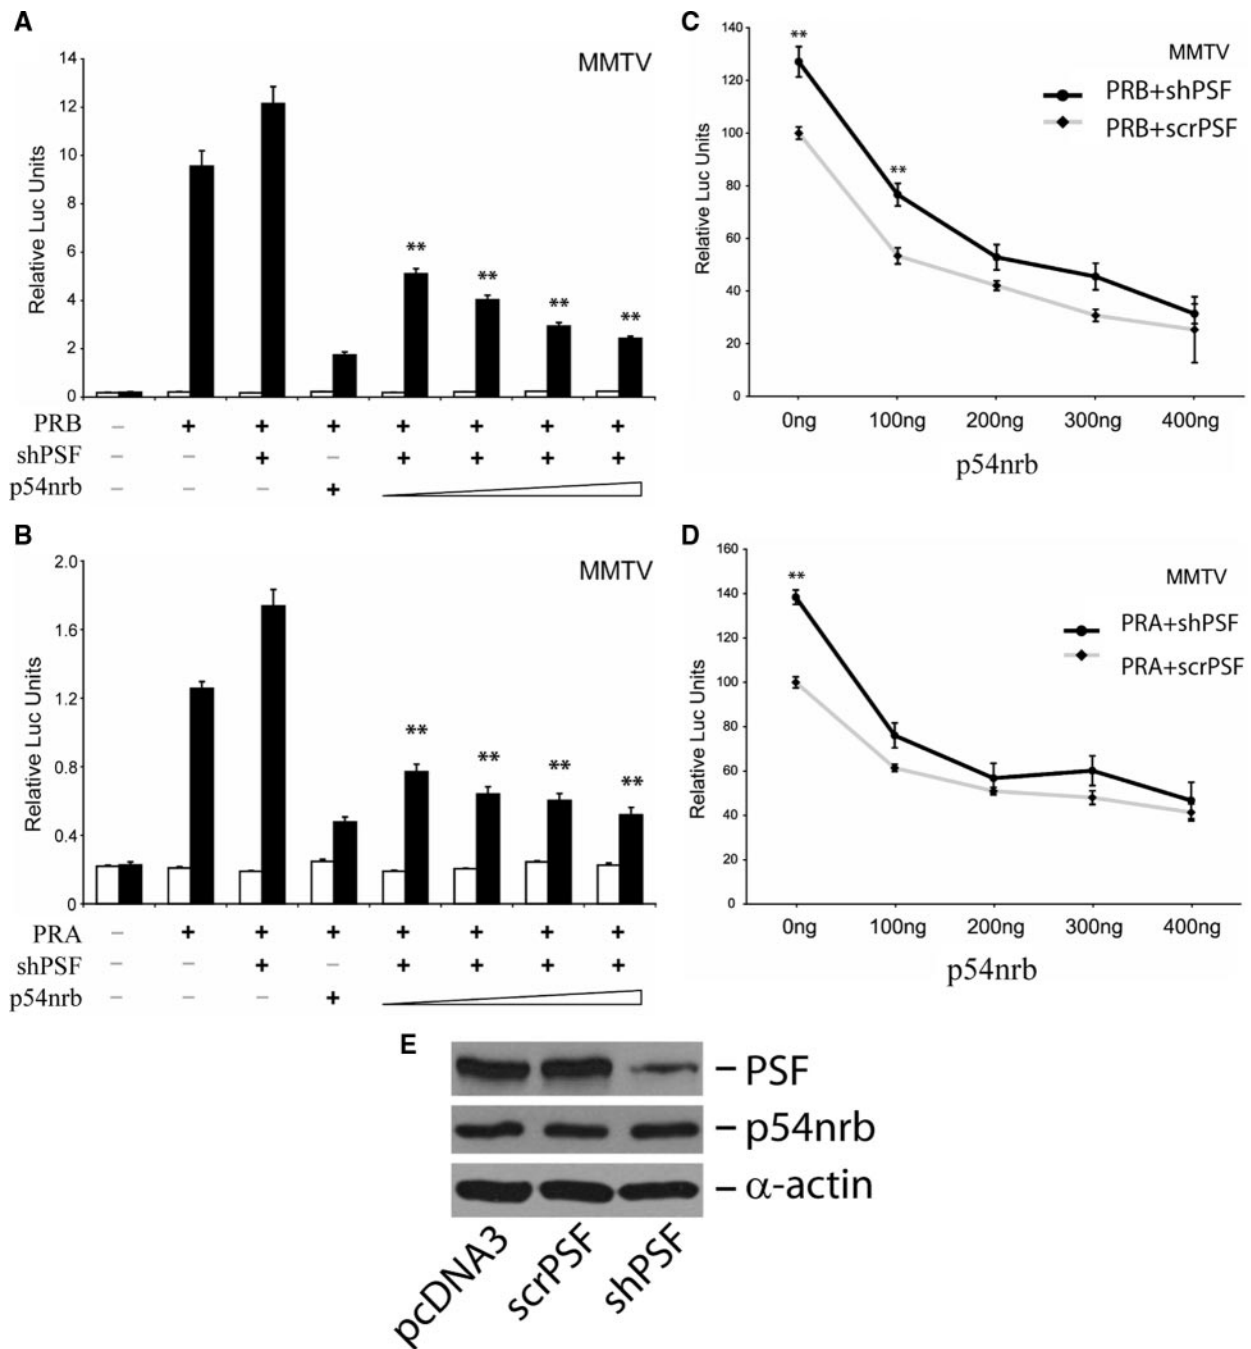 A
MMTV
Relative Luc Units
14
12
10
8
6
4
2
0
** ** ** **
PRB – + + + + + + +
shPSF – – + – + + + +
p54nrb – – – +
B
MMTV
Relative Luc Units
2.0
1.6
1.2
0.8
0.4
0
** ** ** **
PRA – + + + + + + +
shPSF – – + – + + + +
p54nrb – – – +
C
MMTV
PRB+shPSF
PRB+scrPSF
Relative Luc Units
140
120
100
80
60
40
20
0
** **
0ng 100ng 200ng 300ng 400ng
p54nrb
D
MMTV
PRA+shPSF
PRA+scrPSF
Relative Luc Units
160
140
120
100
80
60
40
20
0
**
0ng 100ng 200ng 300ng 400ng
p54nrb
E
– PSF
– p54nrb
– α-actin
pcDNA3 scrPSF shPSF